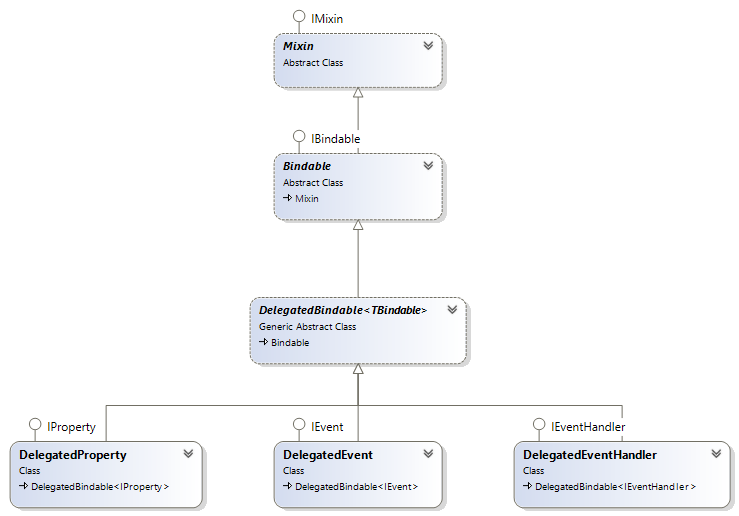 IMixin
Mixin
Abstract Class
IBindable
Bindable
Abstract Class
Mixin
DelegatedBindable<TBindable>
Generic Abstract Class
Bindable
IProperty
DelegatedProperty
Class
DelegatedBindable<IProperty>
IEvent
DelegatedEvent
Class
DelegatedBindable<IEvent>
IEventHandler
DelegatedEventHandler
Class
DelegatedBindable<IEventHandler>